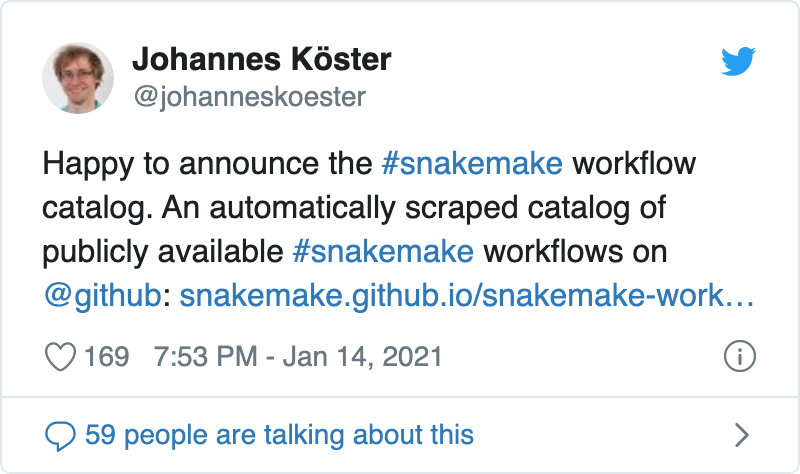 Johannes Köster
@johanneskoester
Happy to announce the #snakemake workflow
catalog. An automatically scraped catalog of
publicly available #snakemake workflows on
@github: snakemake.github.io/snakemake-work…
169 7:53 PM - Jan 14, 2021
59 people are talking about this